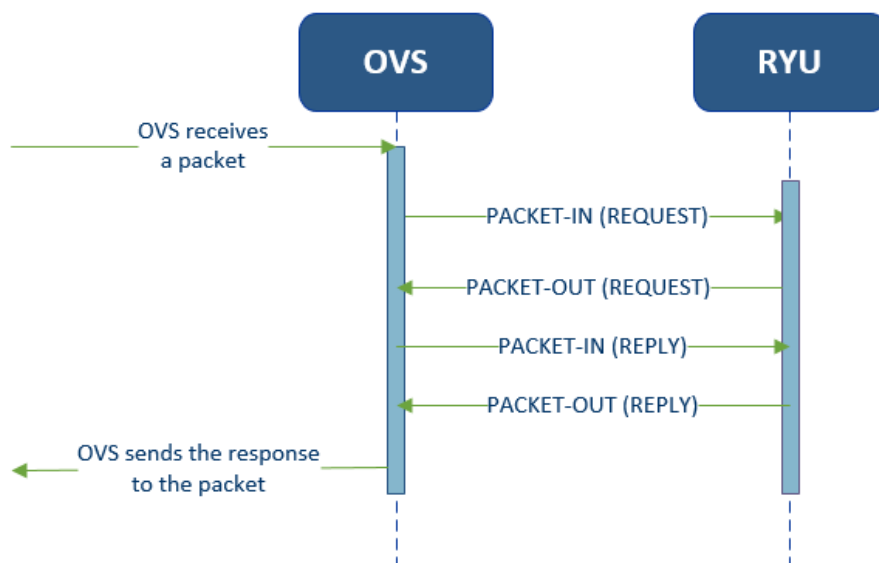 OVS
RYU
OVS receives
a packet
PACKET-IN (REQUEST)
PACKET-OUT (REQUEST)
PACKET-IN (REPLY)
PACKET-OUT (REPLY)
OVS sends the response
to the packet